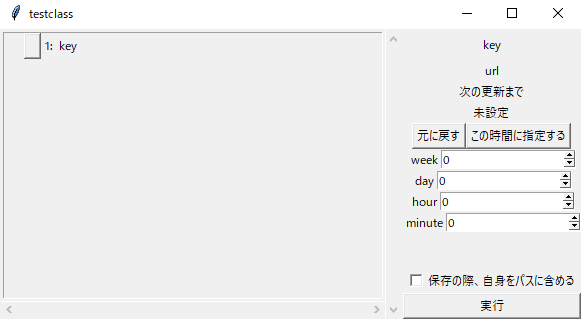 testclass
1: key
key
url
次の更新まで
未設定
元に戻す この時間に指定する
week 0
day 0
hour 0
minute 0
保存の際、自身をパスに含める
実行